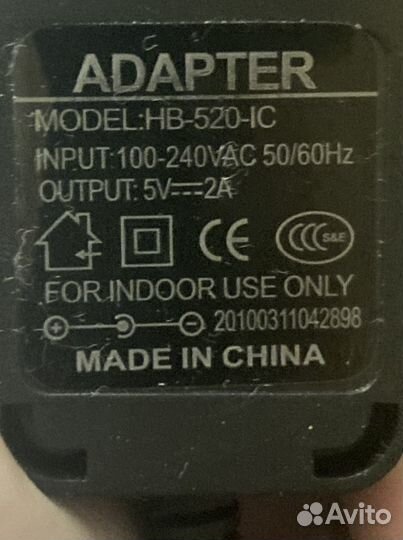 ADAPTER
MODEL:HB-520-IC
INPUT:100-240VAC 50/60Hz
OUTPUT: 5V⎓2A
CE CCC S&E
FOR INDOOR USE ONLY
20100311042898
MADE IN CHINA
Avito